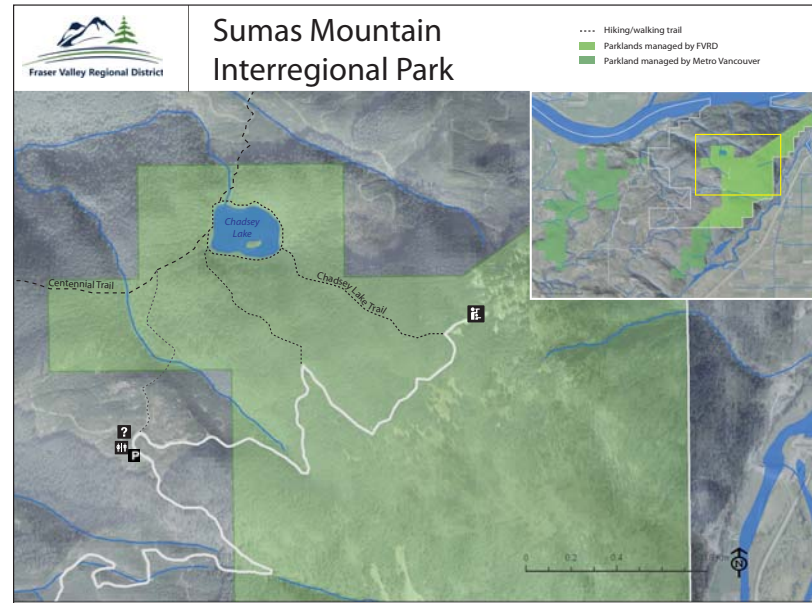 Fraser Valley Regional District
Sumas Mountain
Interregional Park
Hiking/walking trail
Parklands managed by FVRD
Parkland managed by Metro Vancouver
Chadsey
Lake
Centennial Trail
Chadsey Lake Trail
?
P
0 0.2 0.4
N